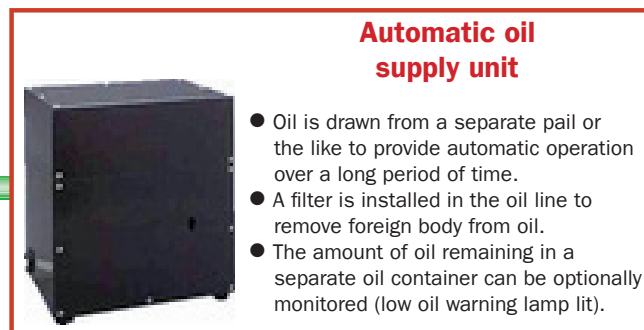 Automatic oil
supply unit
● Oil is drawn from a separate pail or
the like to provide automatic operation
over a long period of time.
● A filter is installed in the oil line to
remove foreign body from oil.
● The amount of oil remaining in a
separate oil container can be optionally
monitored (low oil warning lamp lit).